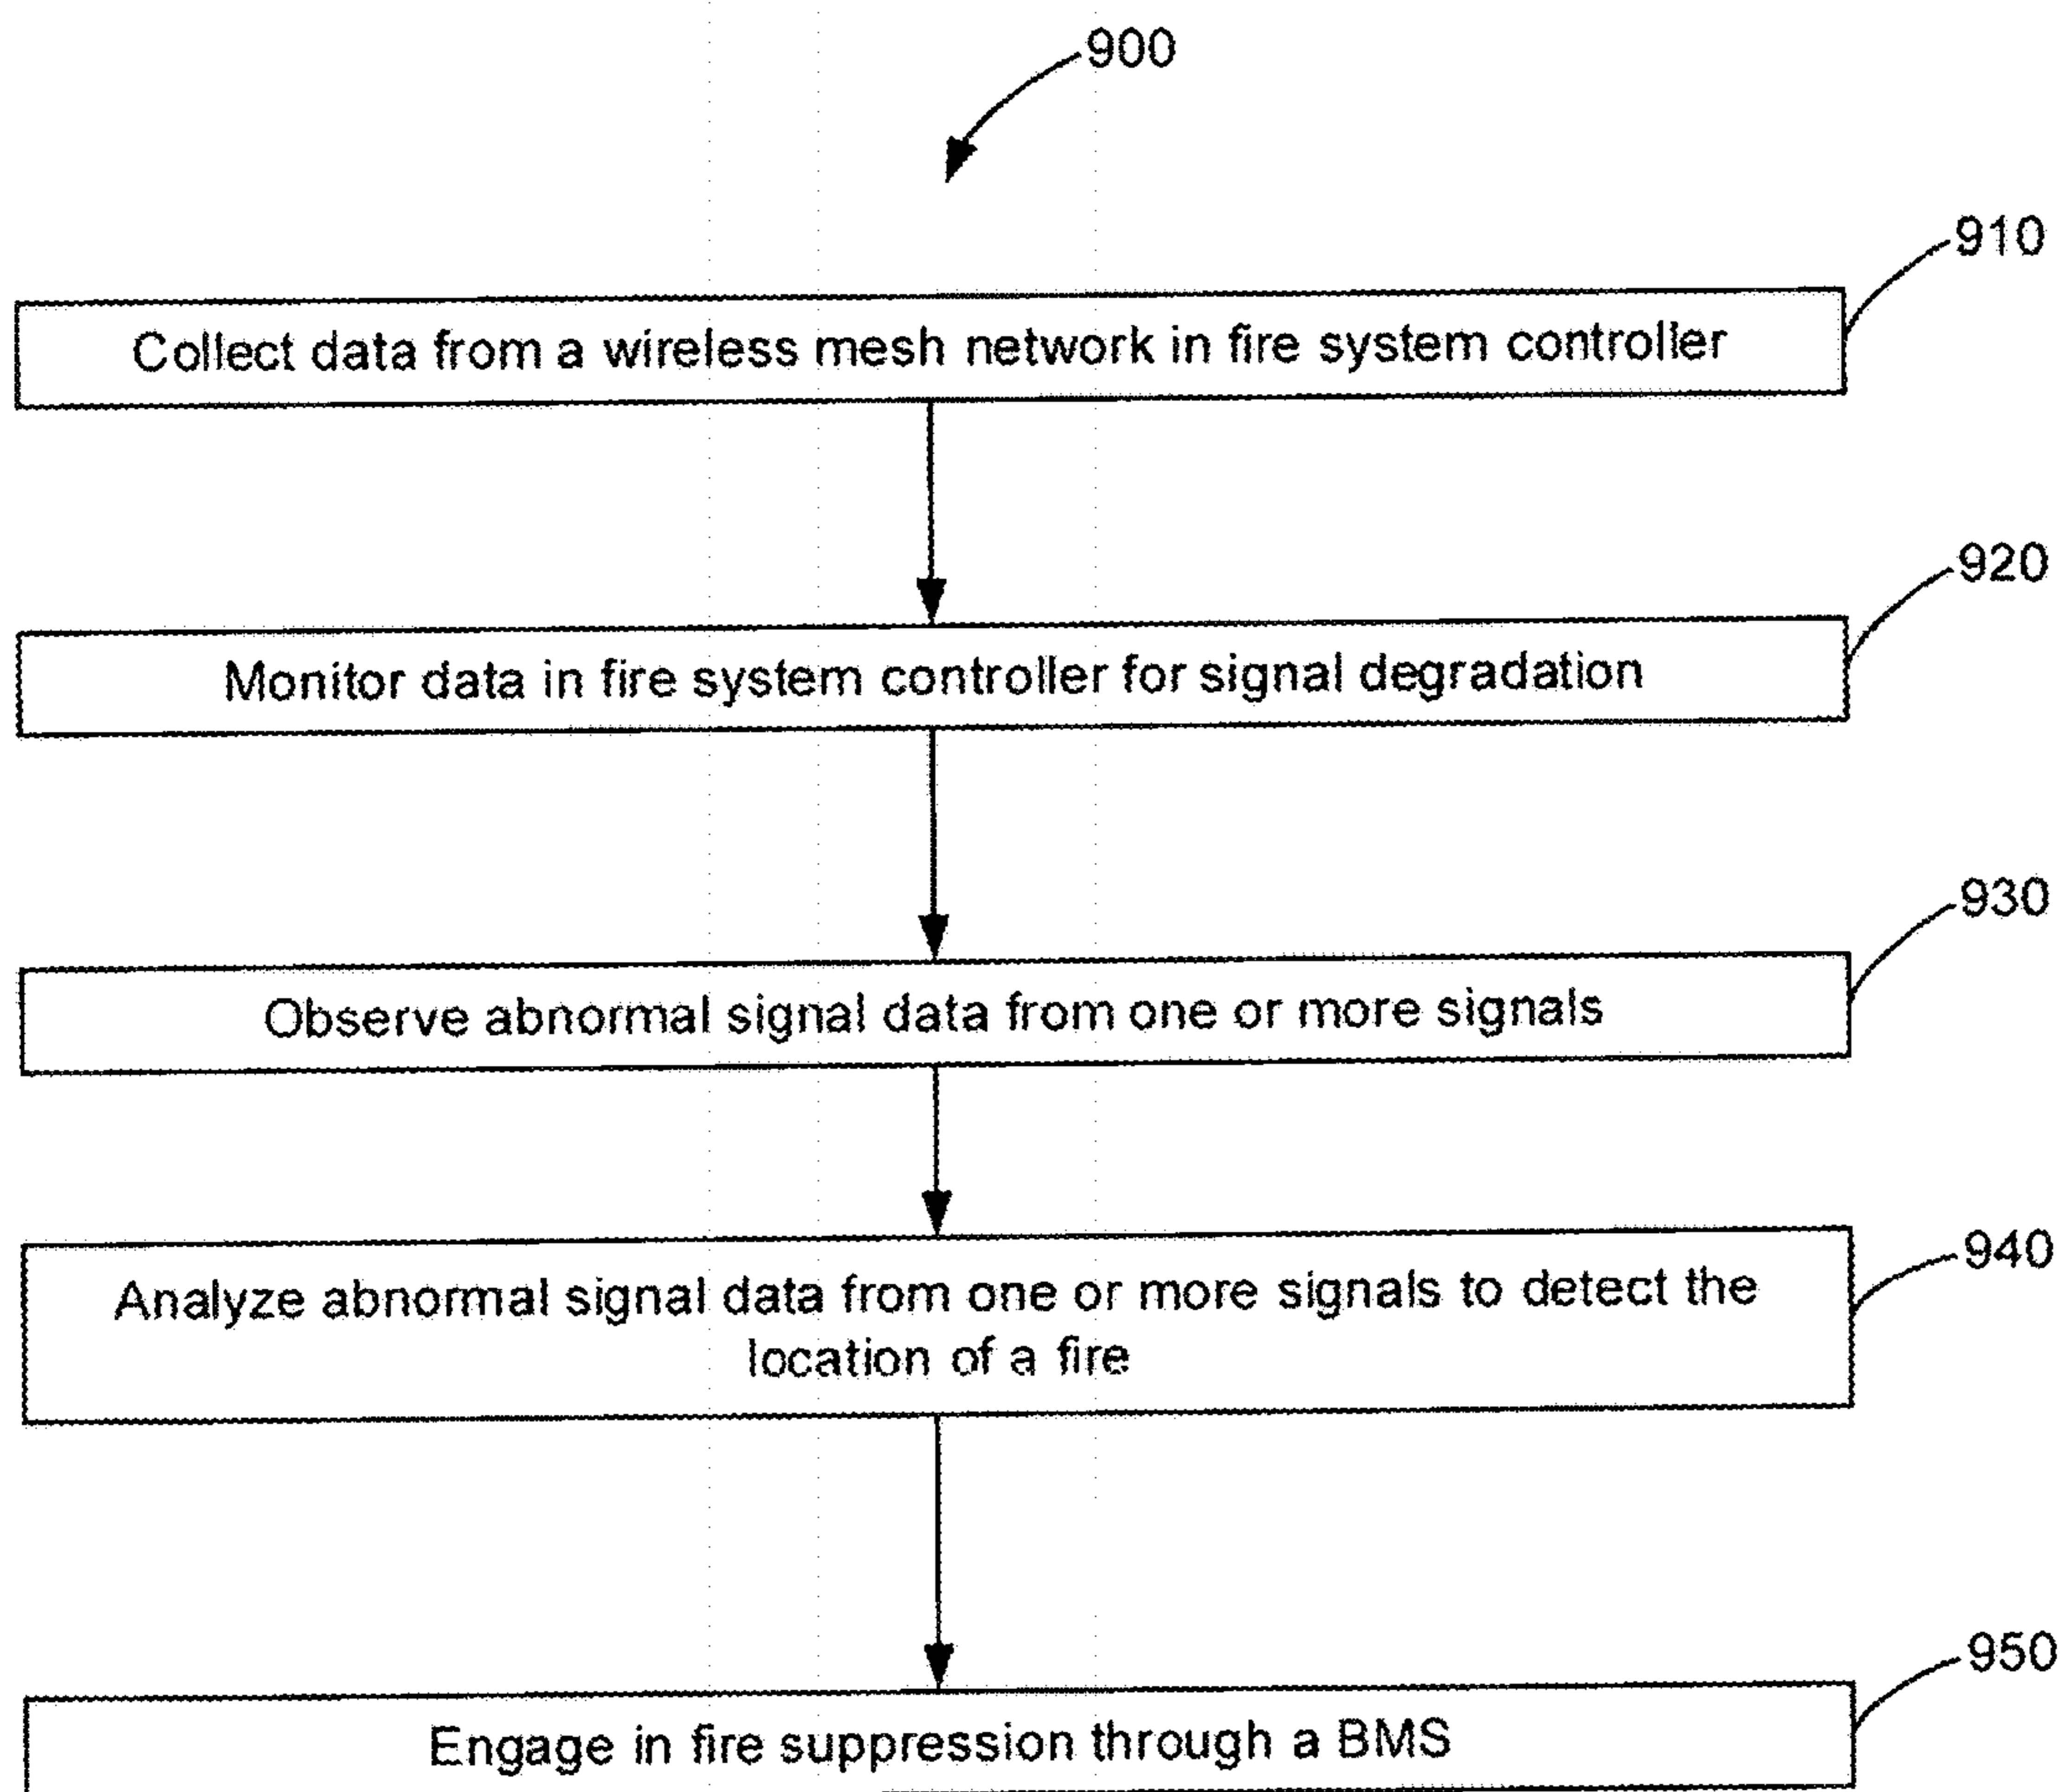 900
910
Collect data from a wireless mesh network in fire system controller
920
Monitor data in fire system controller for signal degradation
930
Observe abnormal signal data from one or more signals
940
Analyze abnormal signal data from one or more signals to detect the
location of a fire
950
Engage in fire suppression through a BMS